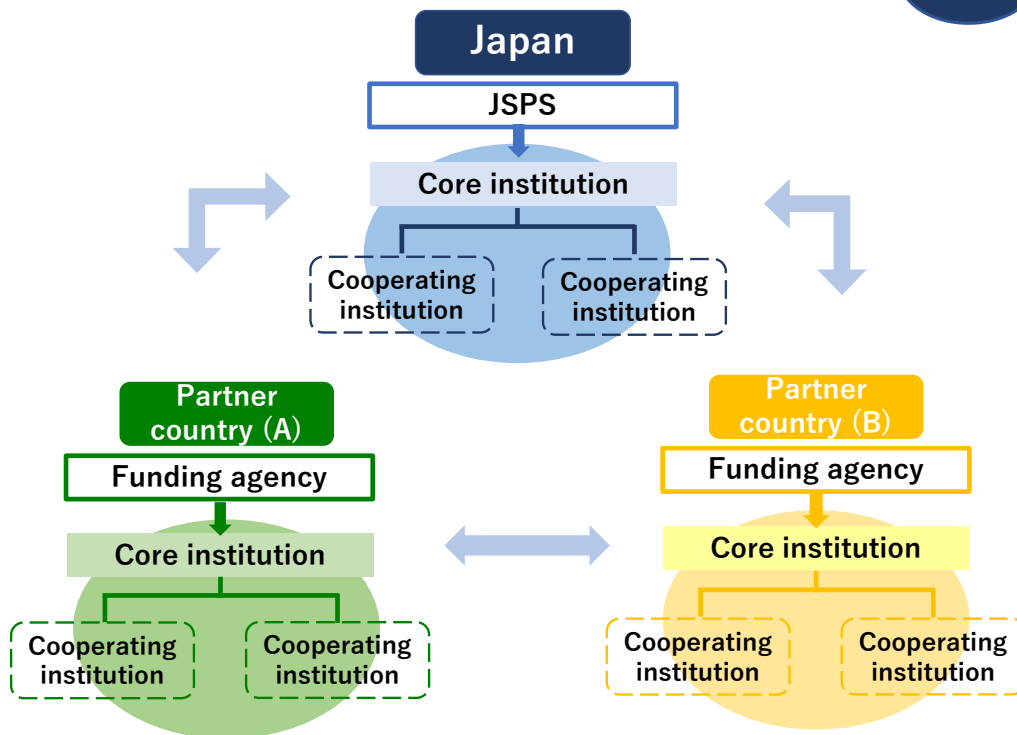 Japan
JSPS
Core institution
Cooperating
institution
Cooperating
institution
Partner
country (A)
Funding agency
Core institution
Cooperating
institution
Cooperating
institution
Partner
country (B)
Funding agency
Core institution
Cooperating
institution
Cooperating
institution